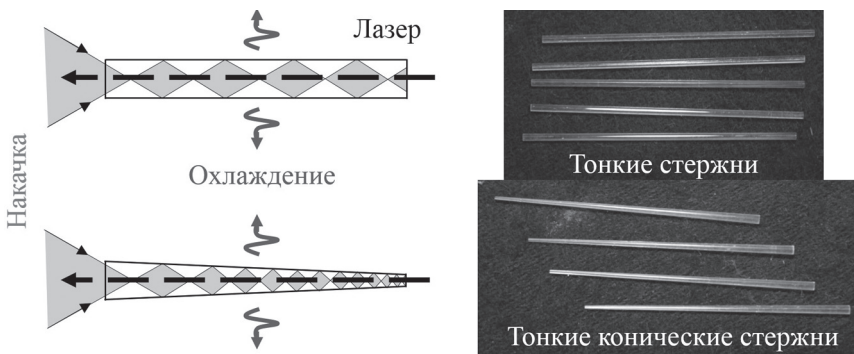 Лазер
Накачка
Охлаждение
Тонкие стержни
Тонкие конические стержни